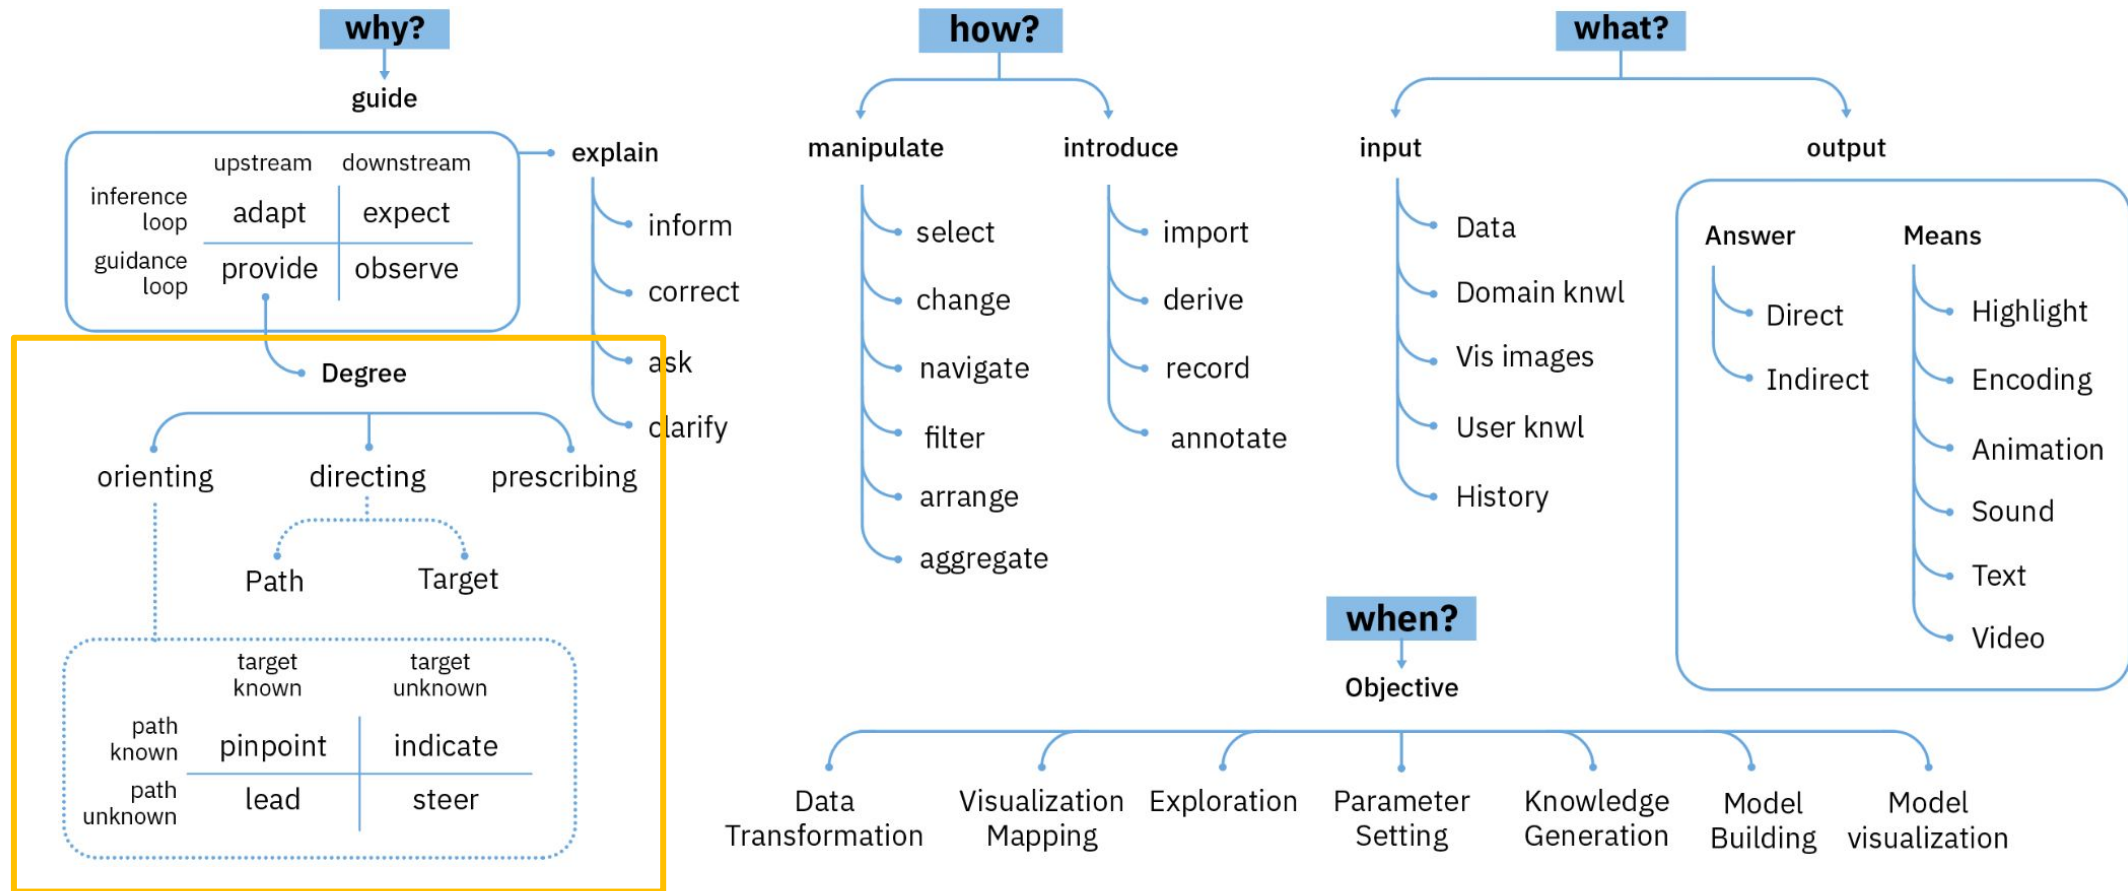 why?
guide
upstream downstream
inference
loop
adapt expect
guidance
loop
provide observe
explain
inform
correct
ask
clarify
Degree
orienting directing prescribing
Path Target
target
known
target
unknown
path
known
pinpoint indicate
path
unknown
lead steer
how?
manipulate
select
change
navigate
filter
arrange
aggregate
introduce
import
derive
record
annotate
what?
input
Data
Domain knwl
Vis images
User knwl
History
output
Answer
Direct
Indirect
Means
Highlight
Encoding
Animation
Sound
Text
Video
when?
Objective
Data
Transformation
Visualization
Mapping
Exploration
Parameter
Setting
Knowledge
Generation
Model
Building
Model
visualization